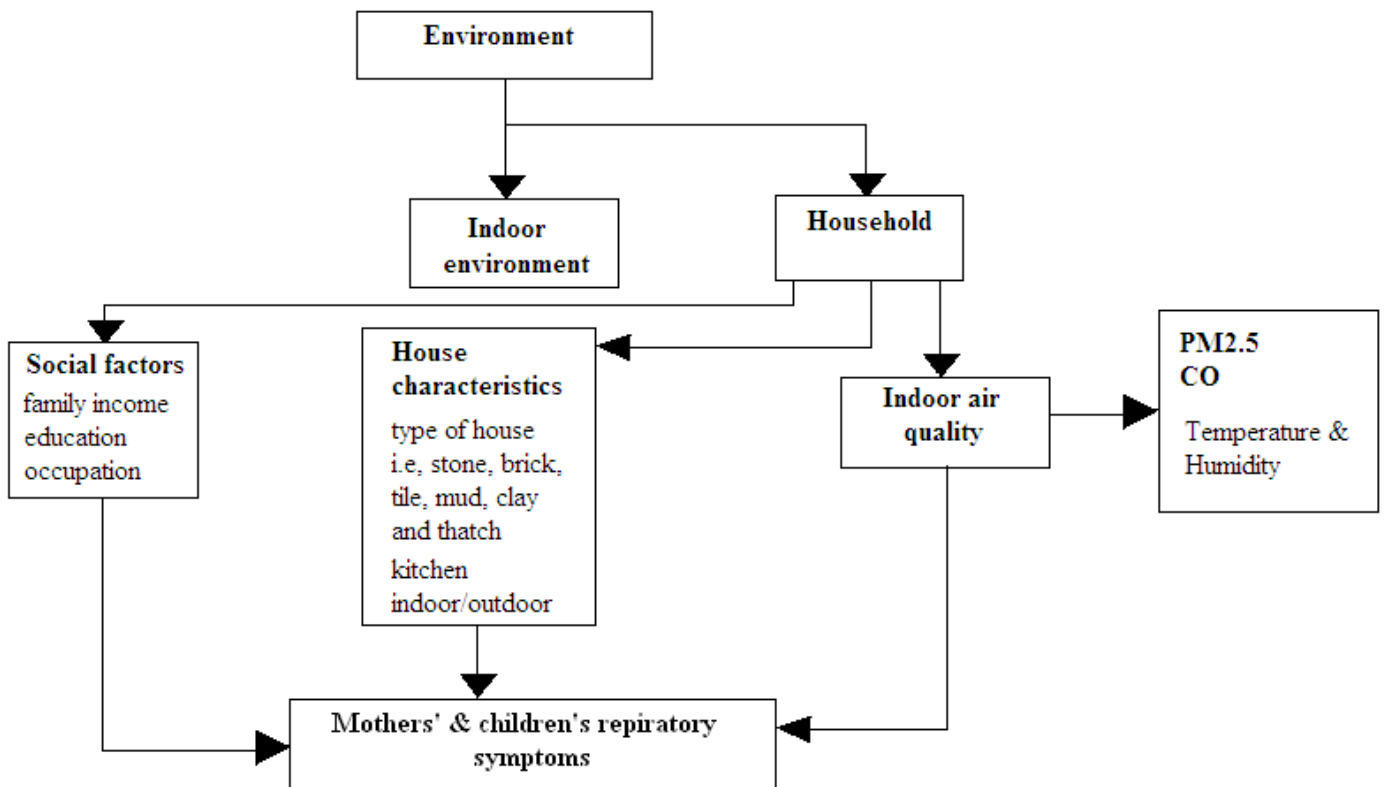 Environment
Indoor
environment
Household
Social factors
family income
education
occupation
House
characteristics
type of house
i.e, stone, brick,
tile, mud, clay
and thatch
kitchen
indoor/outdoor
Indoor air
quality
PM2.5
CO
Temperature &
Humidity
Mothers' & children's repiratory
symptoms